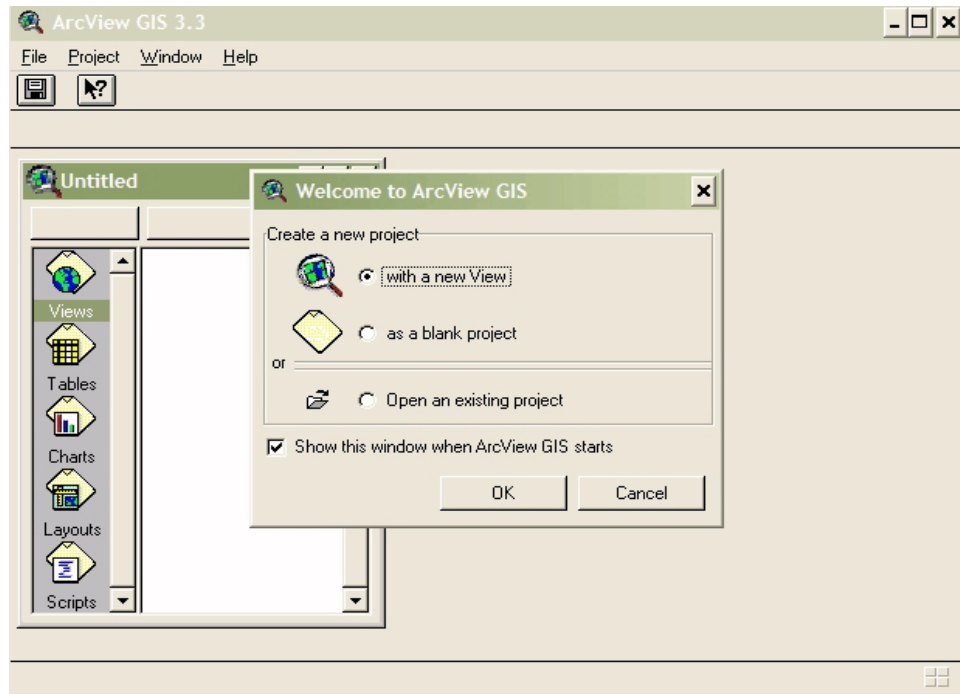 ArcView GIS 3.3
File Project Window Help
Untitled
Welcome to ArcView GIS
Create a new project
with a new View
as a blank project
or
Open an existing project
Show this window when ArcView GIS starts
OK Cancel
Views
Tables
Charts
Layouts
Scripts